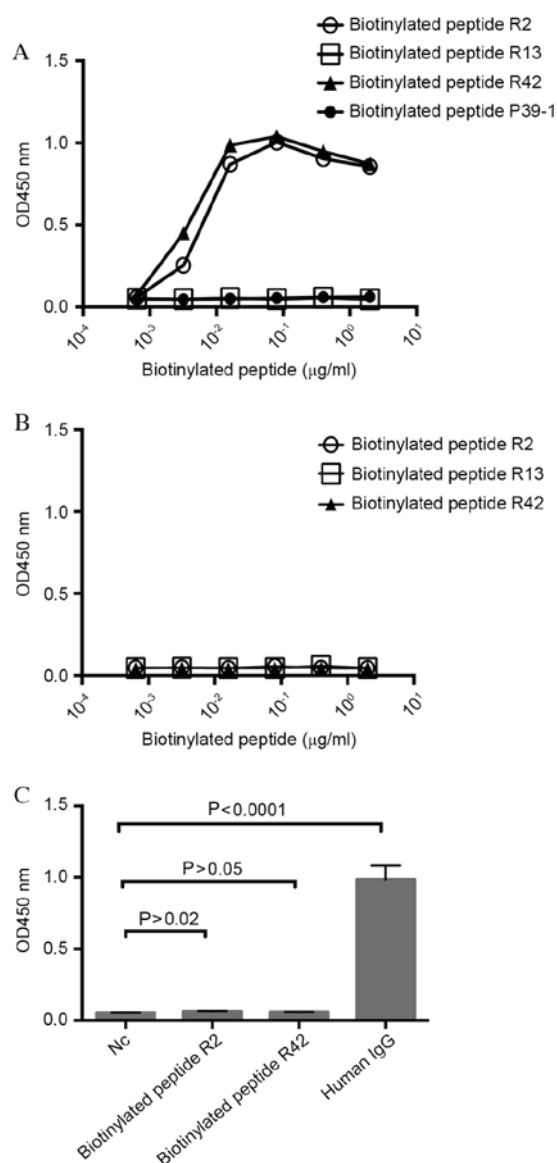 A
Biotinylated peptide R2
Biotinylated peptide R13
Biotinylated peptide R42
Biotinylated peptide P39-1
OD450 nm
1.5
1.0
0.5
0.0
10-4
10-3
10-2
10-1
100
101
Biotinylated peptide (μg/ml)
B
Biotinylated peptide R2
Biotinylated peptide R13
Biotinylated peptide R42
OD450 nm
1.5
1.0
0.5
0.0
10-4
10-3
10-2
10-1
100
101
Biotinylated peptide (μg/ml)
C
OD450 nm
1.5
1.0
0.5
0.0
P<0.0001
P>0.05
P>0.02
Nc
Biotinylated peptide R2
Biotinylated peptide R42
Human IgG